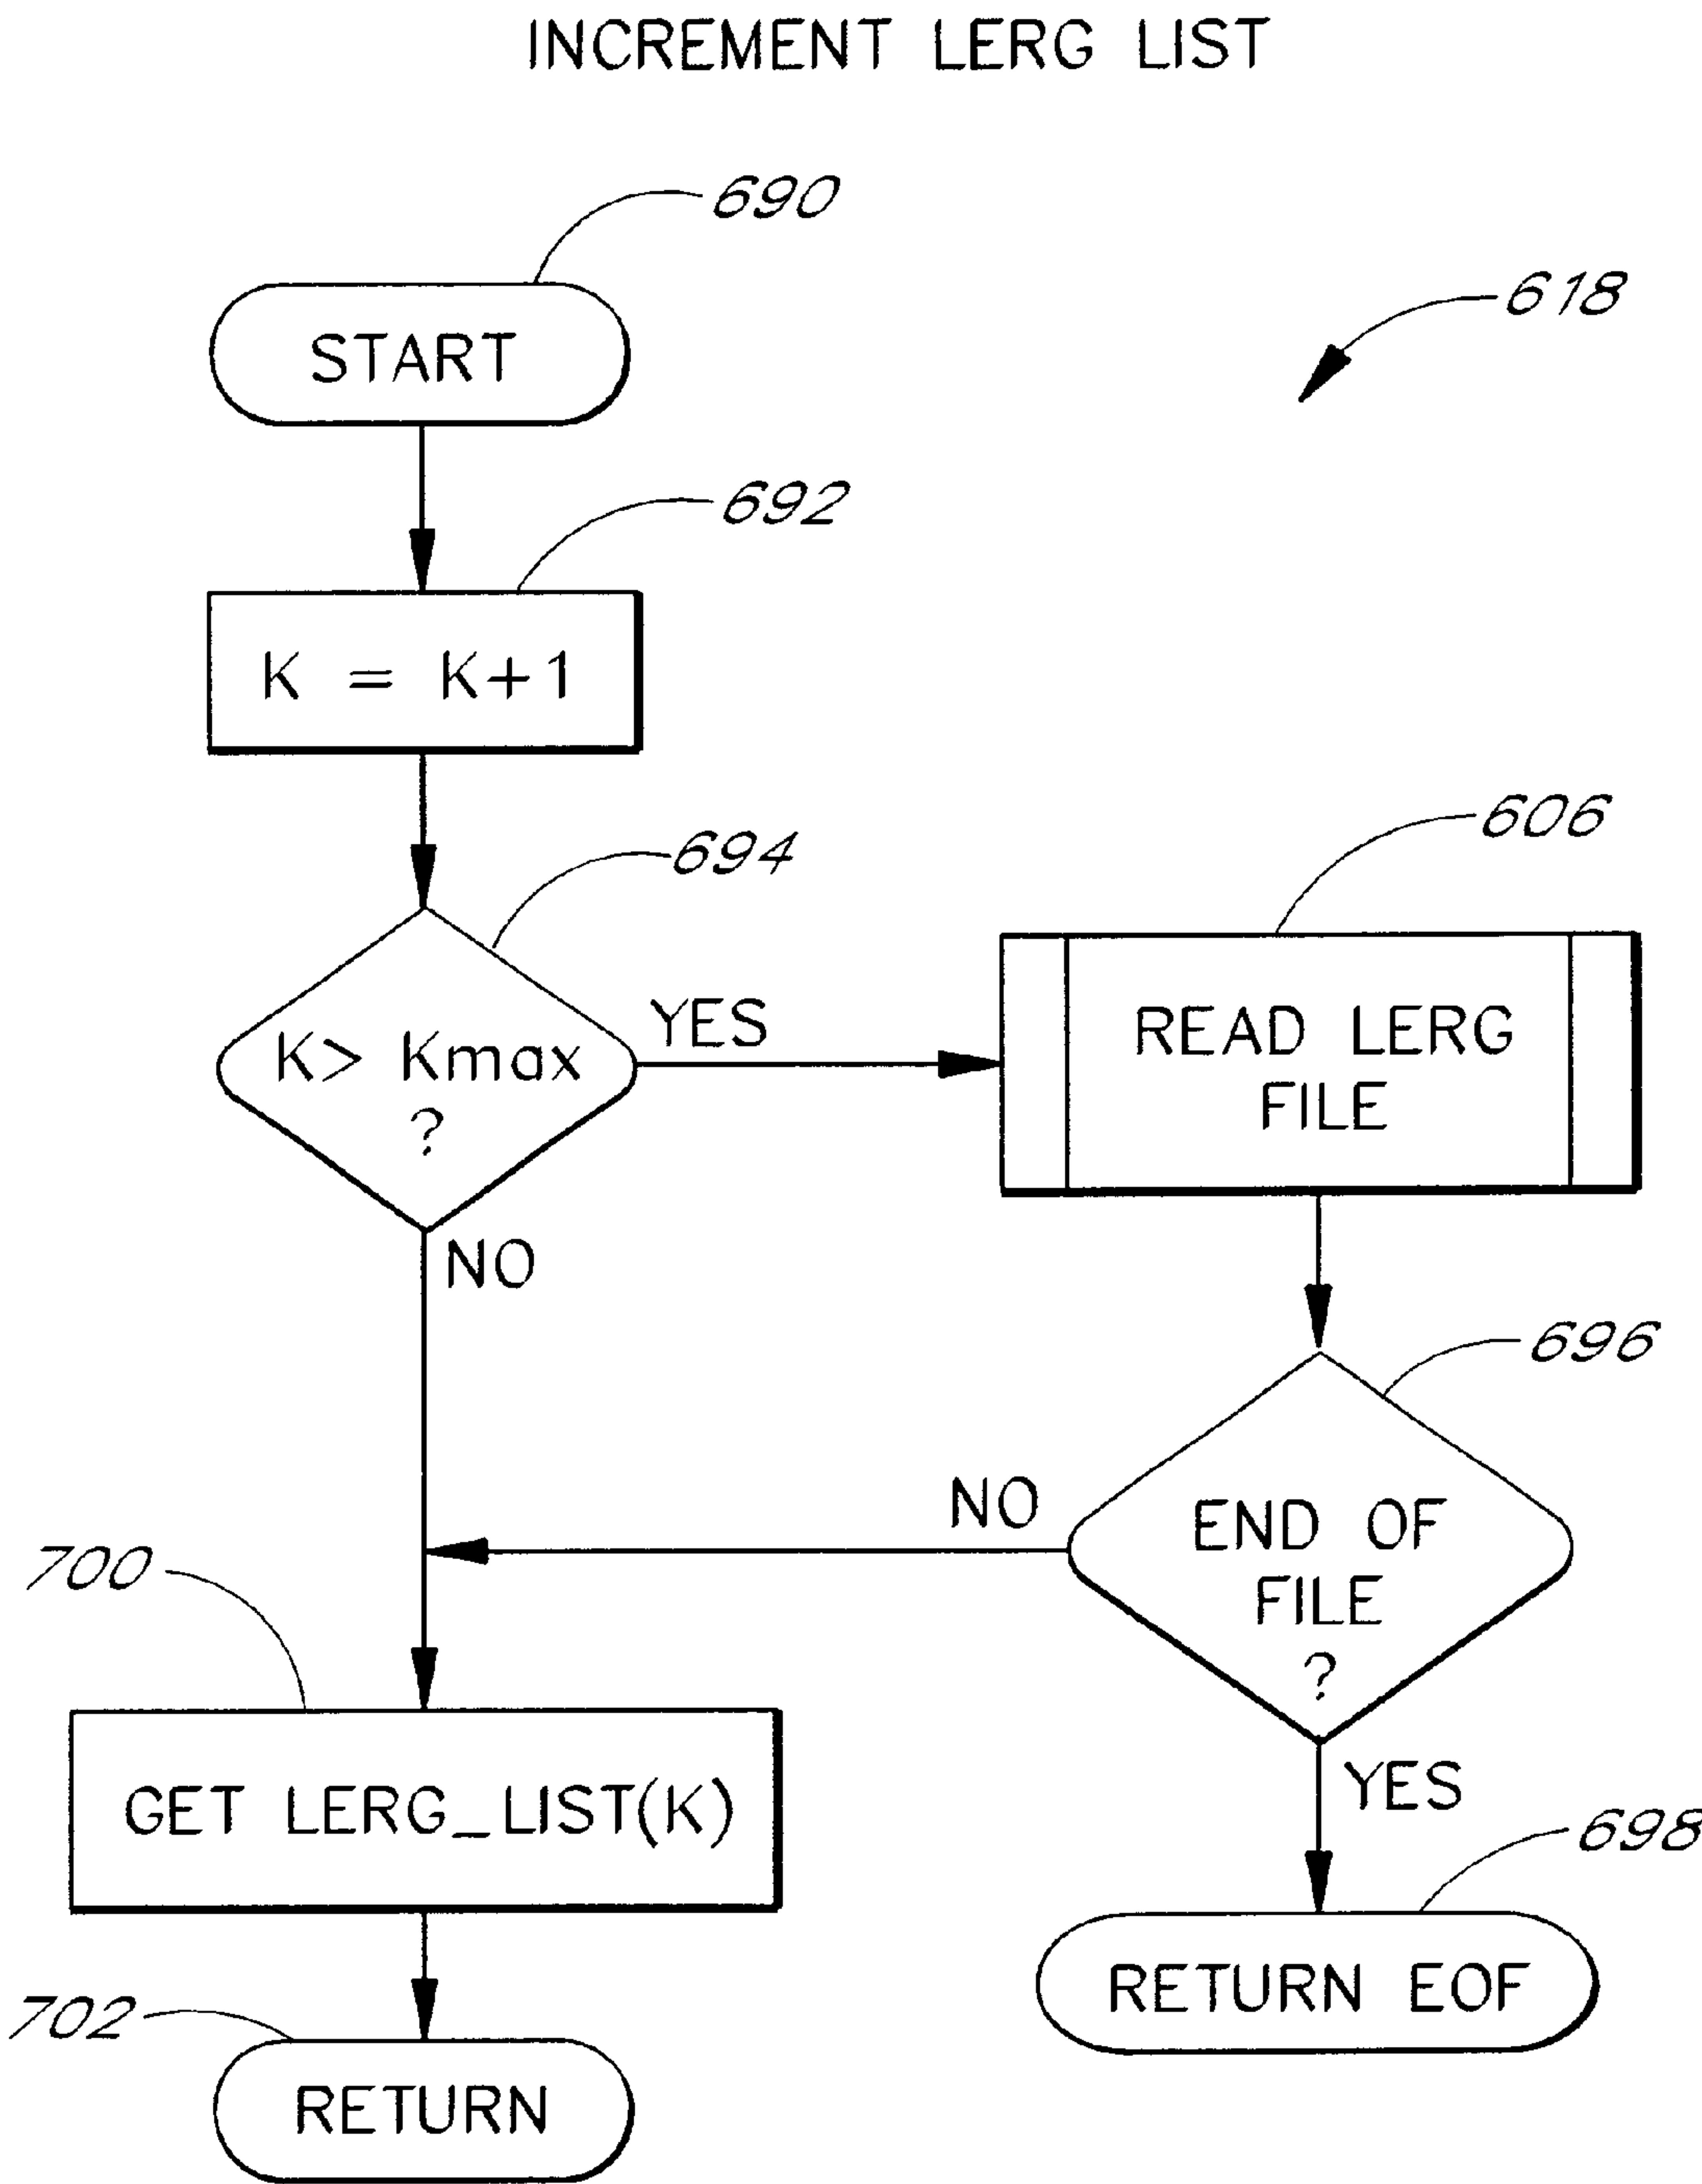 INCREMENT LERG LIST
690
618
START
692
K = K+1
694
606
K> Kmax
?
YES
READ LERG
FILE
NO
696
NO
END OF
FILE
?
700
GET LERG_LIST(K)
YES
698
RETURN EOF
702
RETURN